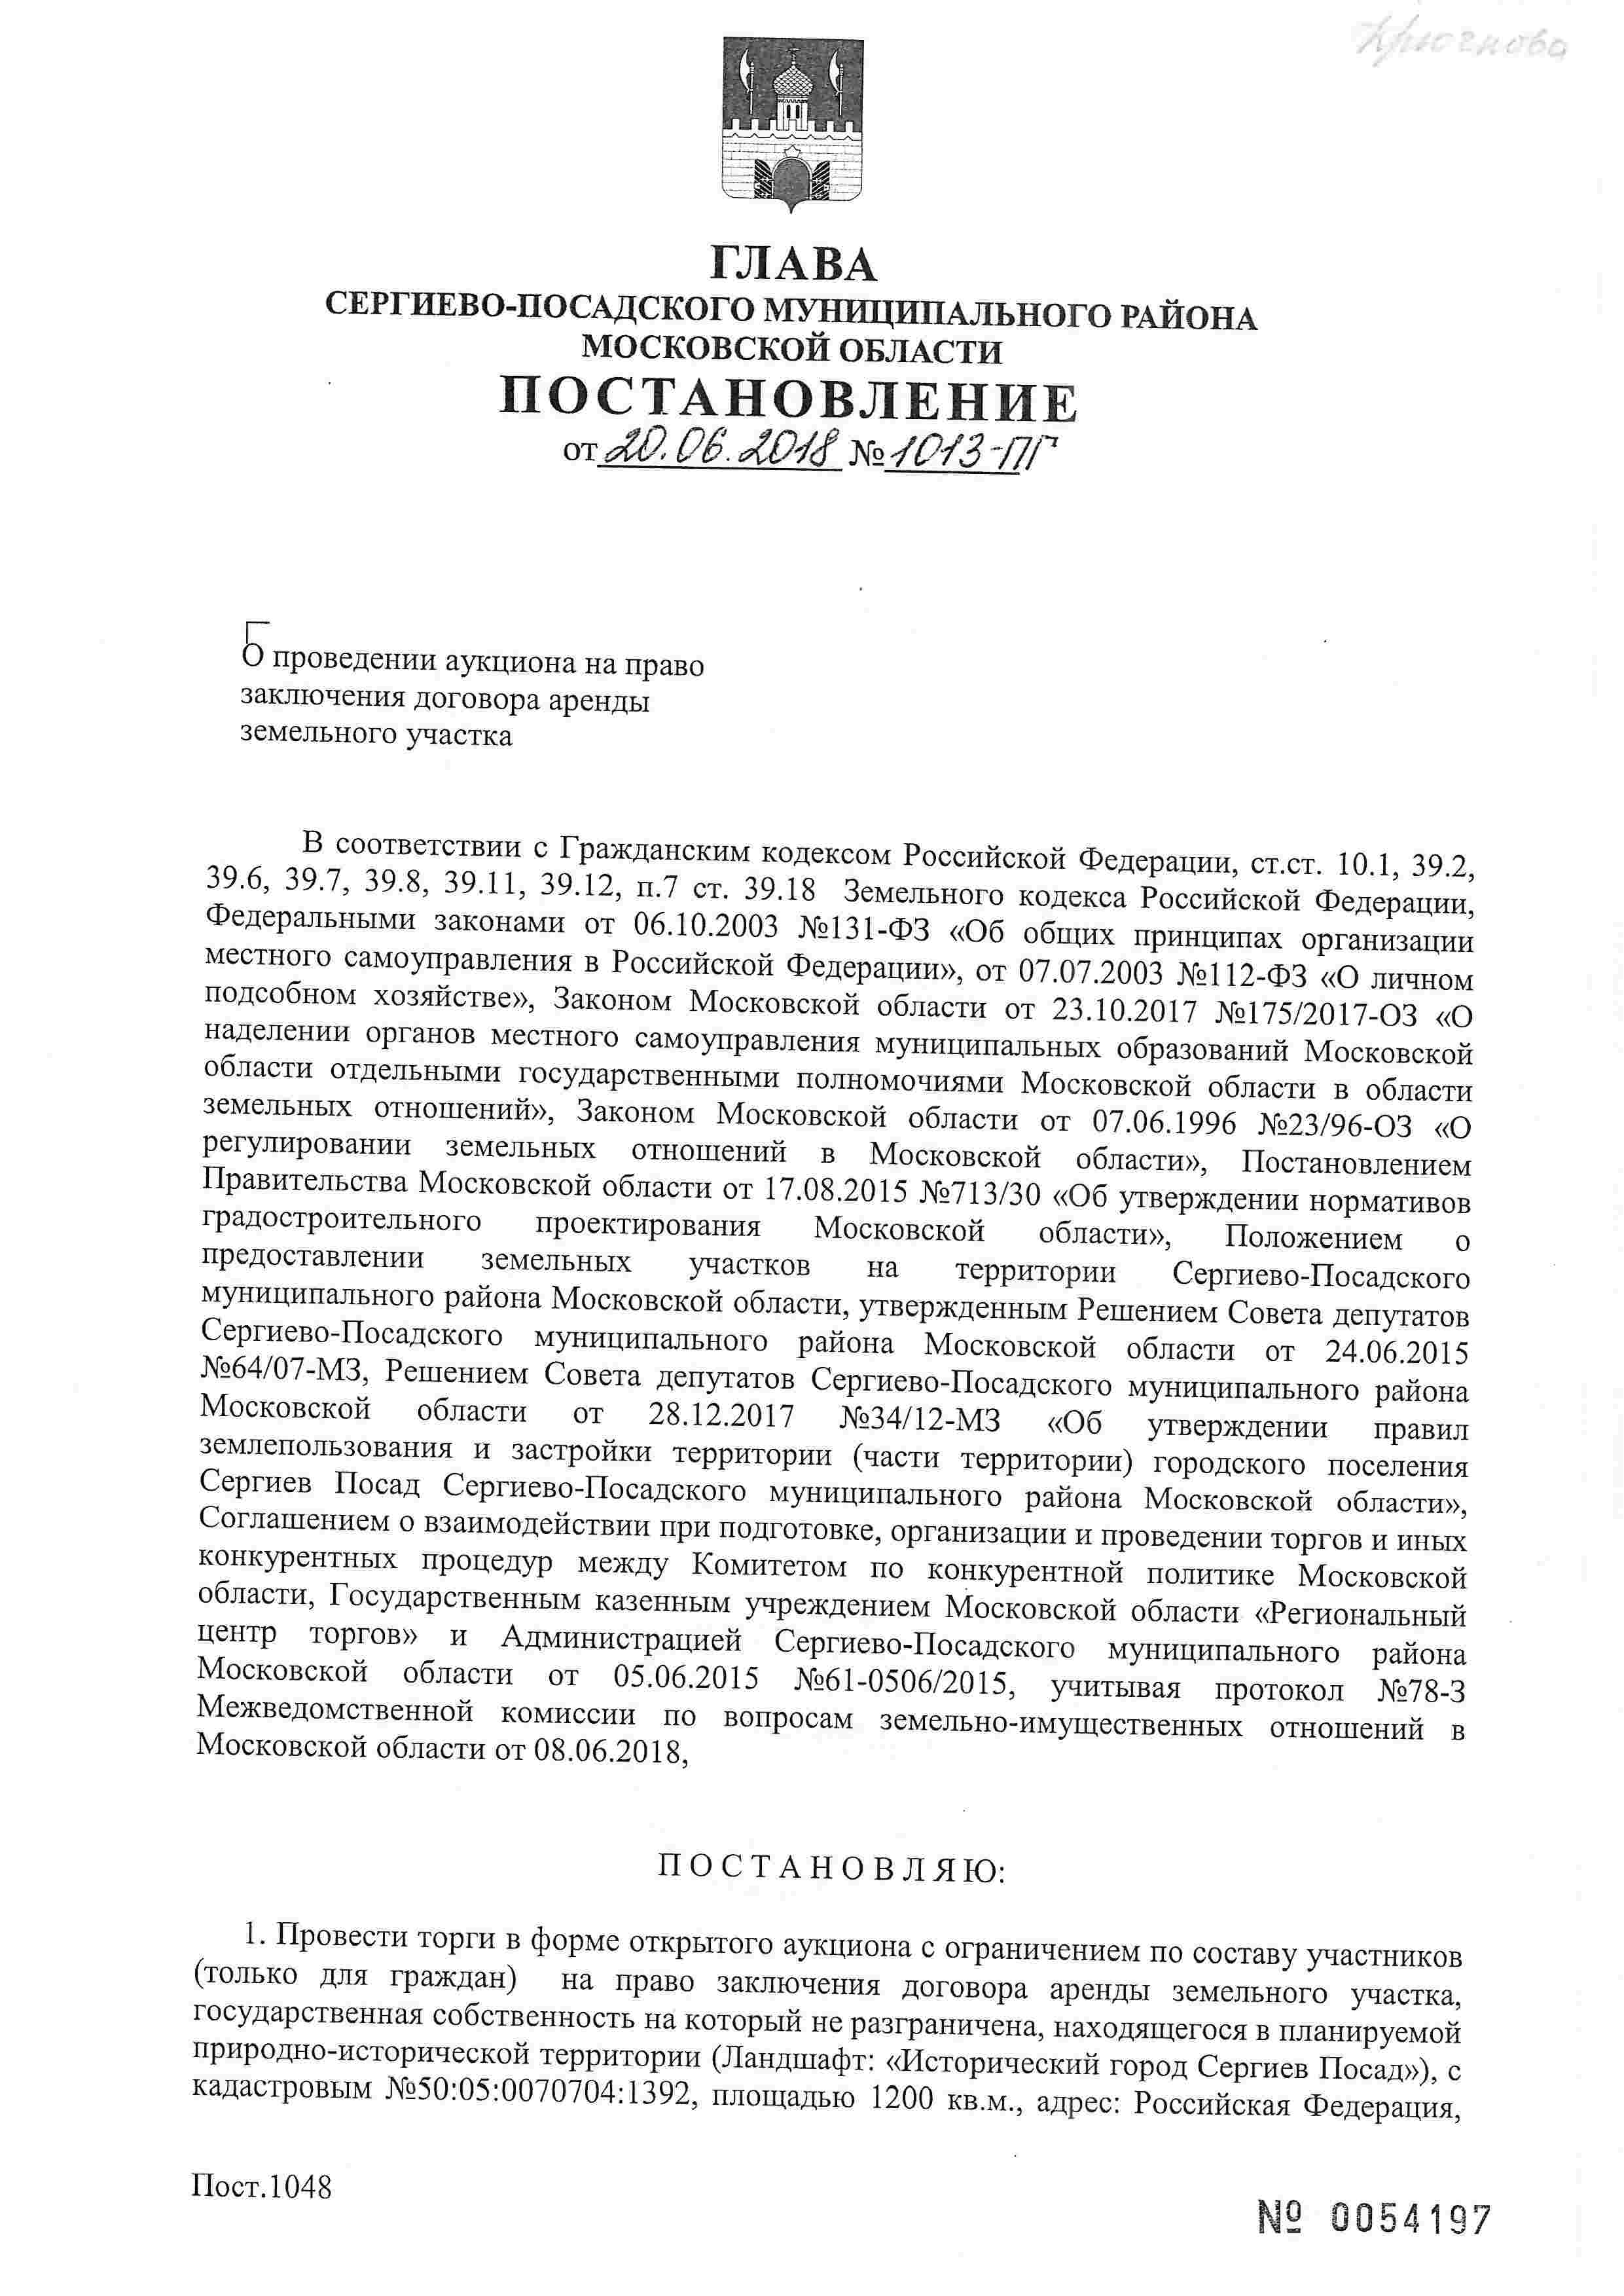 Крючкова
ГЛАВА
СЕРГИЕВО-ПОСАДСКОГО МУНИЦИПАЛЬНОГО РАЙОНА
МОСКОВСКОЙ ОБЛАСТИ
ПОСТАНОВЛЕНИЕ
от 20.06.2018 № 1013-ПГ
О проведении аукциона на право
заключения договора аренды
земельного участка
В соответствии с Гражданским кодексом Российской Федерации, ст.ст. 10.1, 39.2,
39.6, 39.7, 39.8, 39.11, 39.12, п.7 ст. 39.18 Земельного кодекса Российской Федерации,
Федеральными законами от 06.10.2003 №131-ФЗ «Об общих принципах организации
местного самоуправления в Российской Федерации», от 07.07.2003 №112-ФЗ «О личном
подсобном хозяйстве», Законом Московской области от 23.10.2017 №175/2017-ОЗ «О
наделении органов местного самоуправления муниципальных образований Московской
области отдельными государственными полномочиями Московской области в области
земельных отношений», Законом Московской области от 07.06.1996 №23/96-ОЗ «О
регулировании земельных отношений в Московской области», Постановлением
Правительства Московской области от 17.08.2015 №713/30 «Об утверждении нормативов
градостроительного проектирования Московской области», Положением о
предоставлении земельных участков на территории Сергиево-Посадского
муниципального района Московской области, утвержденным Решением Совета депутатов
Сергиево-Посадского муниципального района Московской области от 24.06.2015
№64/07-МЗ, Решением Совета депутатов Сергиево-Посадского муниципального района
Московской области от 28.12.2017 №34/12-МЗ «Об утверждении правил
землепользования и застройки территории (части территории) городского поселения
Сергиев Посад Сергиево-Посадского муниципального района Московской области»,
Соглашением о взаимодействии при подготовке, организации и проведении торгов и иных
конкурентных процедур между Комитетом по конкурентной политике Московской
области, Государственным казенным учреждением Московской области «Региональный
центр торгов» и Администрацией Сергиево-Посадского муниципального района
Московской области от 05.06.2015 №61-0506/2015, учитывая протокол №78-З
Межведомственной комиссии по вопросам земельно-имущественных отношений в
Московской области от 08.06.2018,
П О С Т А Н О В Л Я Ю:
1. Провести торги в форме открытого аукциона с ограничением по составу участников
(только для граждан) на право заключения договора аренды земельного участка,
государственная собственность на который не разграничена, находящегося в планируемой
природно-исторической территории (Ландшафт: «Исторический город Сергиев Посад»), с
кадастровым №50:05:0070704:1392, площадью 1200 кв.м., адрес: Российская Федерация,
Пост.1048
№ 0054197